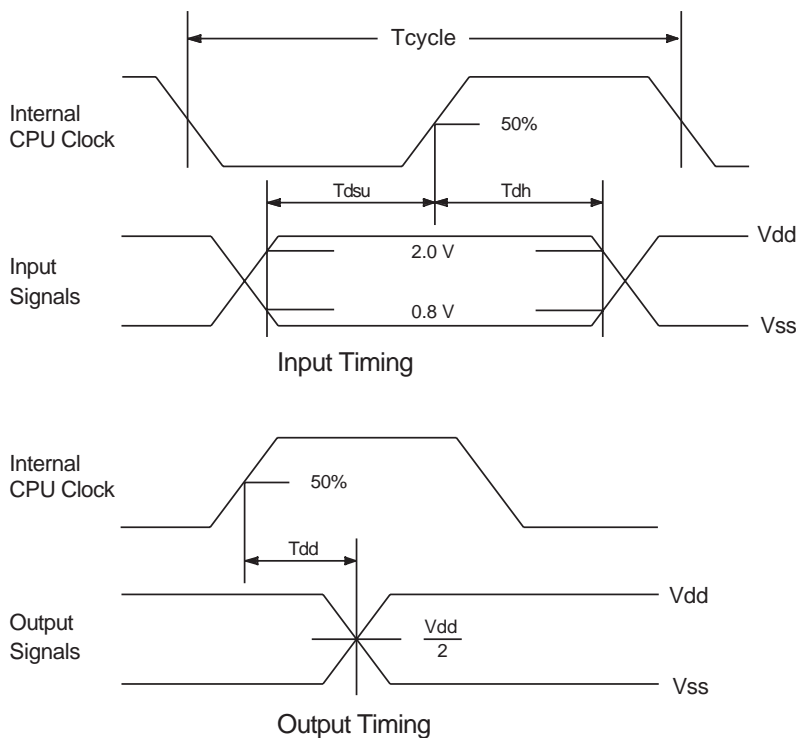 Tcycle
Internal
CPU Clock
50%
Tdsu
Tdh
Vdd
Input
Signals
2.0 V
0.8 V
Vss
Input Timing
Internal
CPU Clock
50%
Tdd
Vdd
Output
Signals
Vdd
2
Vss
Output Timing